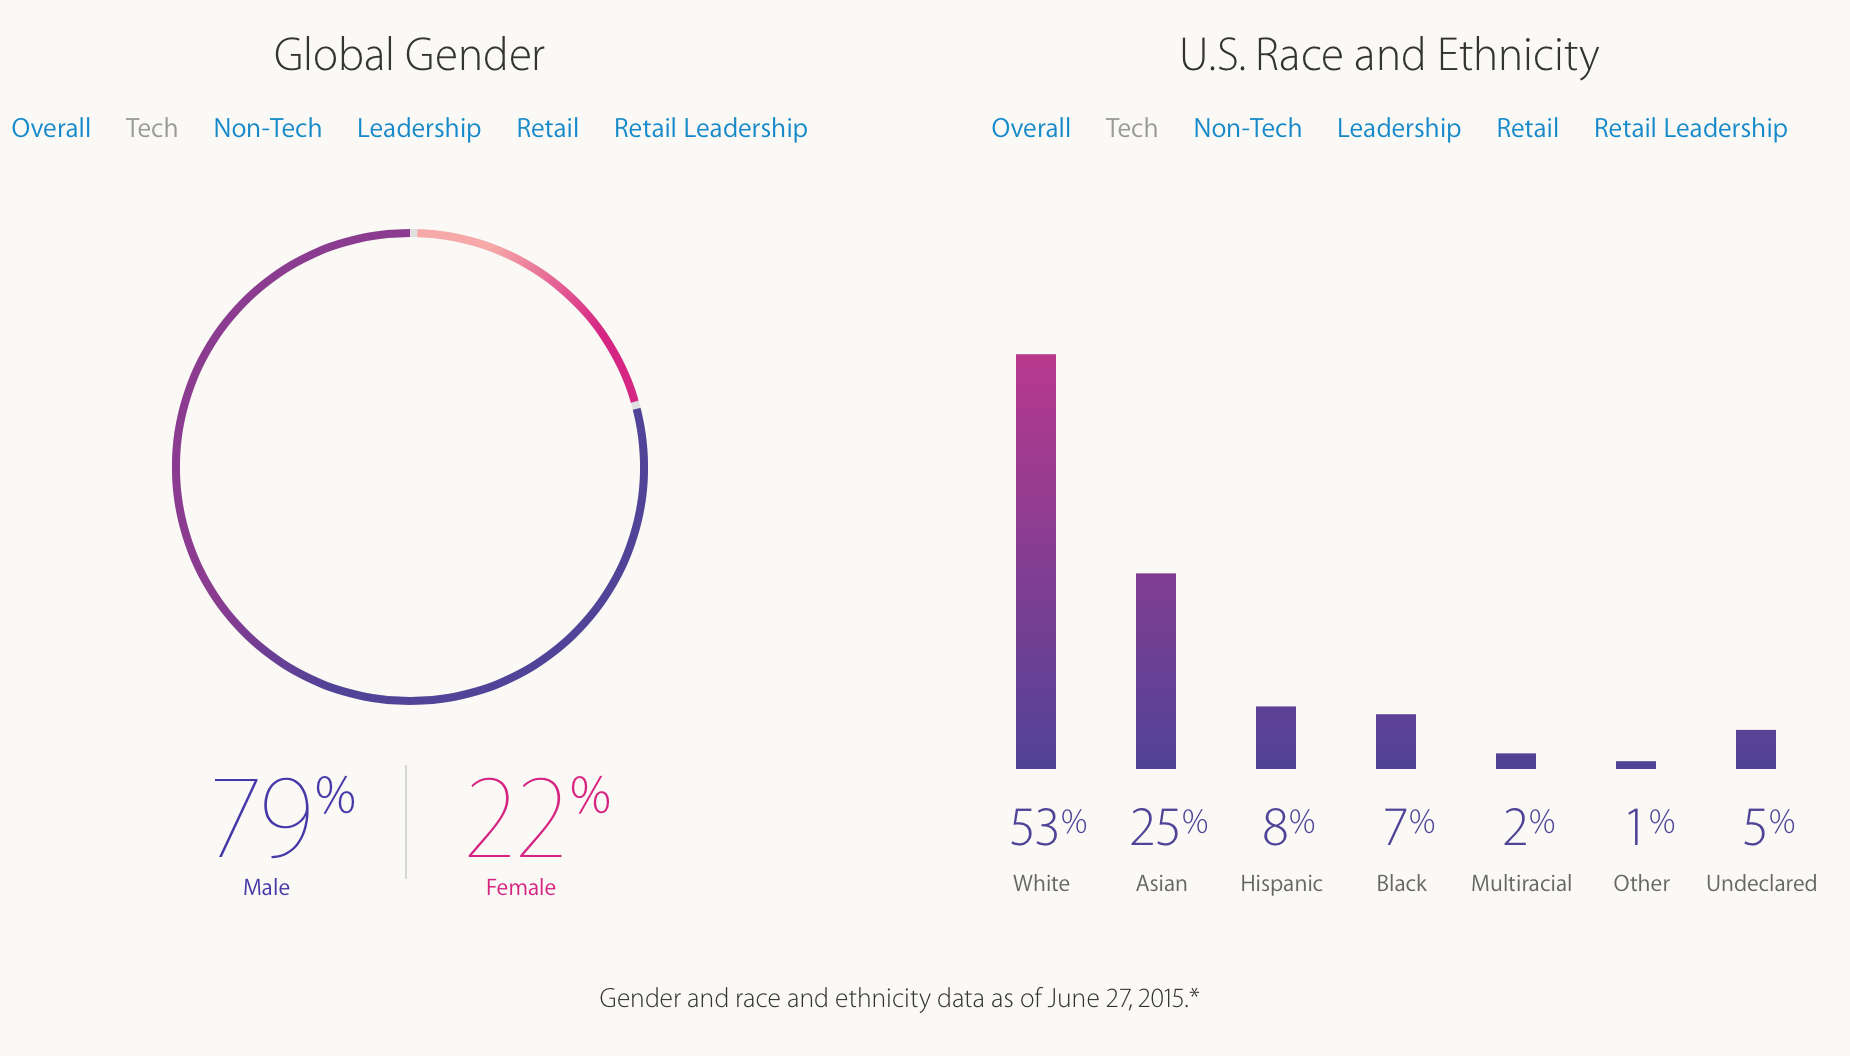 Global Gender
Overall Tech Non-Tech Leadership Retail Retail Leadership
79%
Male
22%
Female
U.S. Race and Ethnicity
Overall Tech Non-Tech Leadership Retail Retail Leadership
53% 25% 8% 7% 2% 1% 5%
White Asian Hispanic Black Multiracial Other Undeclared
Gender and race and ethnicity data as of June 27, 2015.*